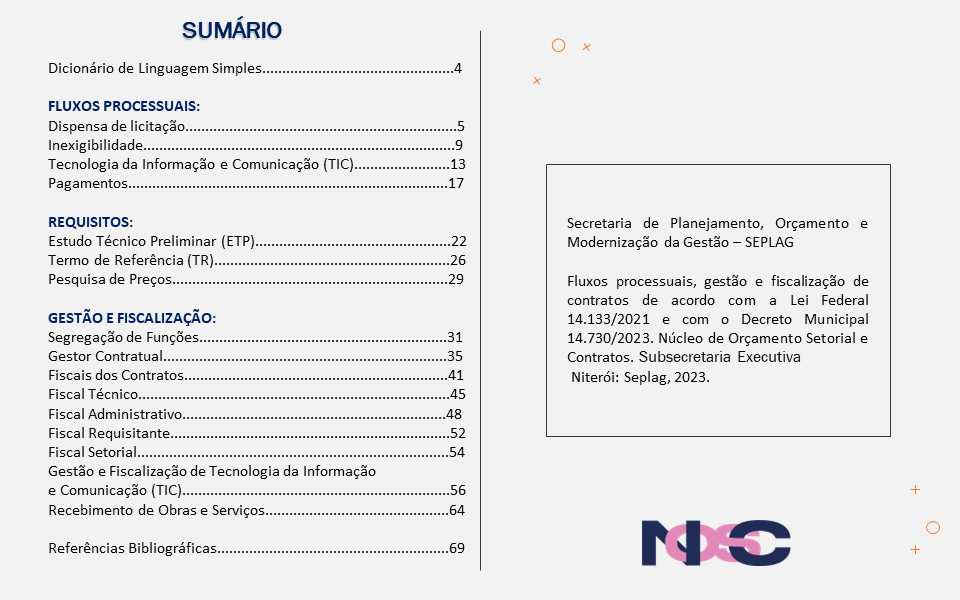 SUMÁRIO
Dicionário de Linguagem Simples...............................................4
FLUXOS PROCESSUAIS:
Dispensa de licitação..................................................................5
Inexigibilidade............................................................................9
Tecnologia da Informação e Comunicação (TIC).......................13
Pagamentos..............................................................................17
REQUISITOS:
Estudo Técnico Preliminar (ETP)................................................22
Termo de Referência (TR).........................................................26
Pesquisa de Preços...................................................................29
GESTÃO E FISCALIZAÇÃO:
Segregação de Funções............................................................31
Gestor Contratual.....................................................................35
Fiscais dos Contratos................................................................41
Fiscal Técnico............................................................................45
Fiscal Administrativo................................................................48
Fiscal Requisitante....................................................................52
Fiscal Setorial............................................................................54
Gestão e Fiscalização de Tecnologia da Informação
e Comunicação (TIC).................................................................56
Recebimento de Obras e Serviços.............................................64
Referências Bibliográficas.........................................................69
Secretaria de Planejamento, Orçamento e
Modernização da Gestão – SEPLAG
Fluxos processuais, gestão e fiscalização de
contratos de acordo com a Lei Federal
14.133/2021 e com o Decreto Municipal
14.730/2023. Núcleo de Orçamento Setorial e
Contratos. Subsecretaria Executiva
Niterói: Seplag, 2023.
NOSC